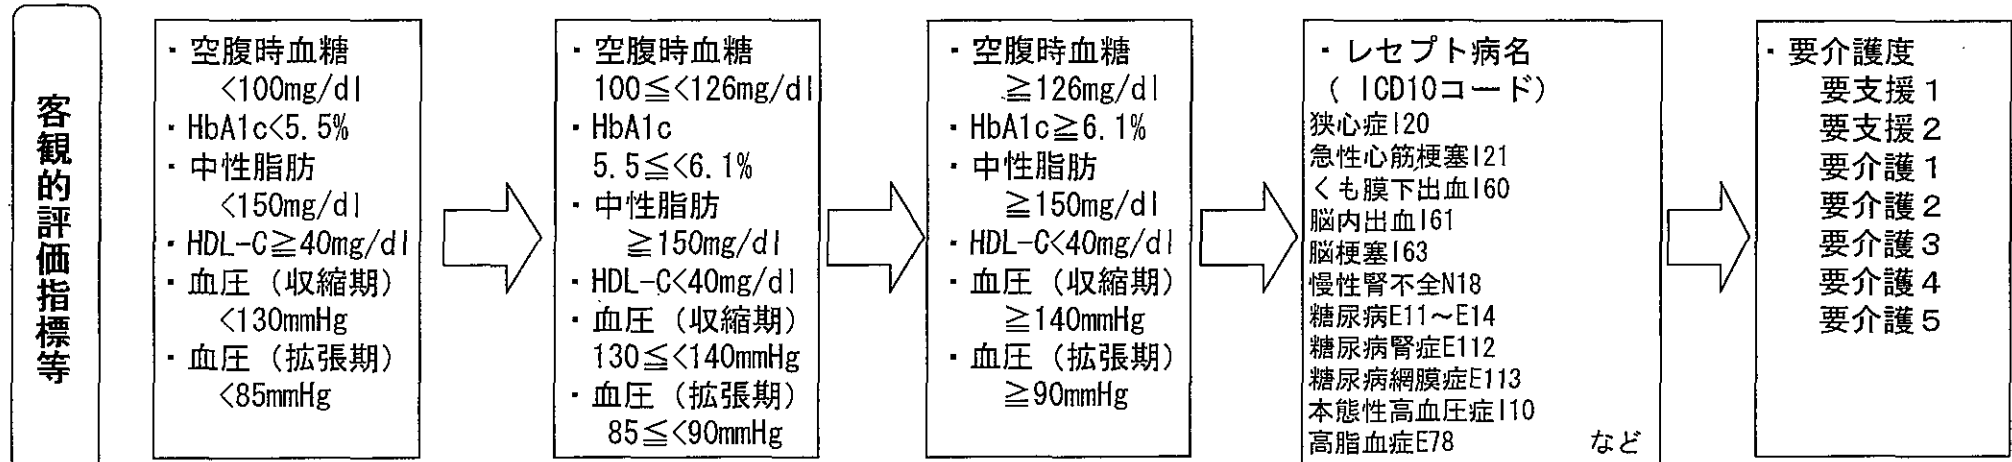 客観的評価指標等
・空腹時血糖
<100mg/dl
・HbA1c<5.5%
・中性脂肪
<150mg/dl
・HDL-C≧40mg/dl
・血圧（収縮期）
<130mmHg
・血圧（拡張期）
<85mmHg
・空腹時血糖
100≦<126mg/dl
・HbA1c
5.5≦<6.1%
・中性脂肪
≧150mg/dl
・HDL-C<40mg/dl
・血圧（収縮期）
130≦<140mmHg
・血圧（拡張期）
85≦<90mmHg
・空腹時血糖
≧126mg/dl
・HbA1c≧6.1%
・中性脂肪
≧150mg/dl
・HDL-C<40mg/dl
・血圧（収縮期）
≧140mmHg
・血圧（拡張期）
≧90mmHg
・レセプト病名
（ ICD10コード）
狭心症I20
急性心筋梗塞I21
くも膜下出血I60
脳内出血I61
脳梗塞I63
慢性腎不全N18
糖尿病E11～E14
糖尿病腎症E112
糖尿病網膜症E113
本態性高血圧症I10
高脂血症E78 など
・要介護度
要支援１
要支援２
要介護１
要介護２
要介護３
要介護４
要介護５